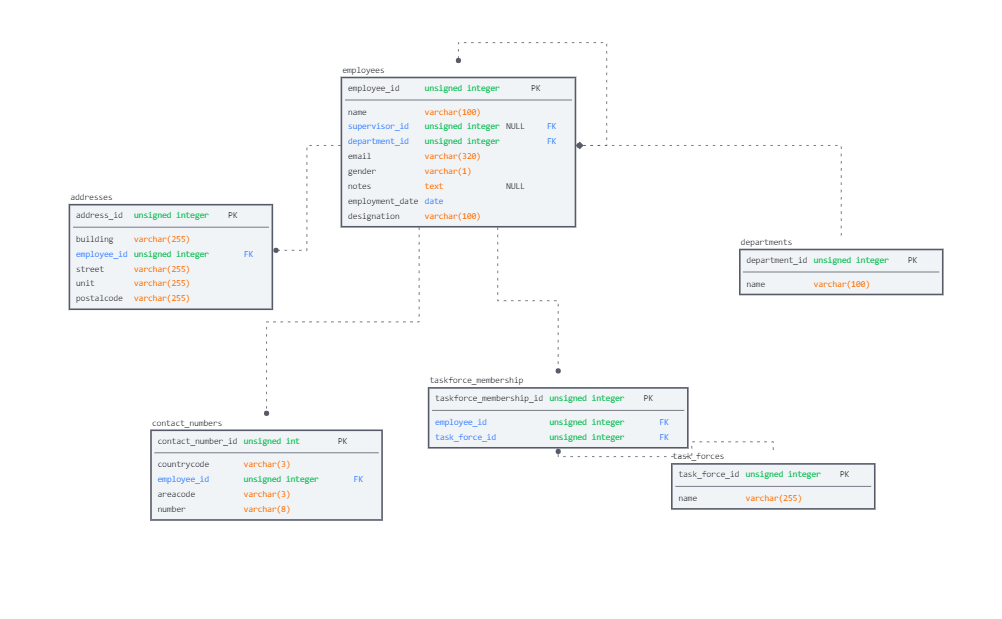 employees
employee_id unsigned integer PK
name varchar(100)
supervisor_id unsigned integer NULL FK
department_id unsigned integer FK
email varchar(320)
gender varchar(1)
notes text NULL
employment_date date
designation varchar(100)
addresses
address_id unsigned integer PK
building varchar(255)
employee_id unsigned integer FK
street varchar(255)
unit varchar(255)
postalcode varchar(255)
departments
department_id unsigned integer PK
name varchar(100)
taskforce_membership
taskforce_membership_id unsigned integer PK
employee_id unsigned integer FK
task_force_id unsigned integer FK
contact_numbers
contact_number_id unsigned int PK
countrycode varchar(3)
employee_id unsigned integer FK
areacode varchar(3)
number varchar(8)
task_forces
task_force_id unsigned integer PK
name varchar(255)